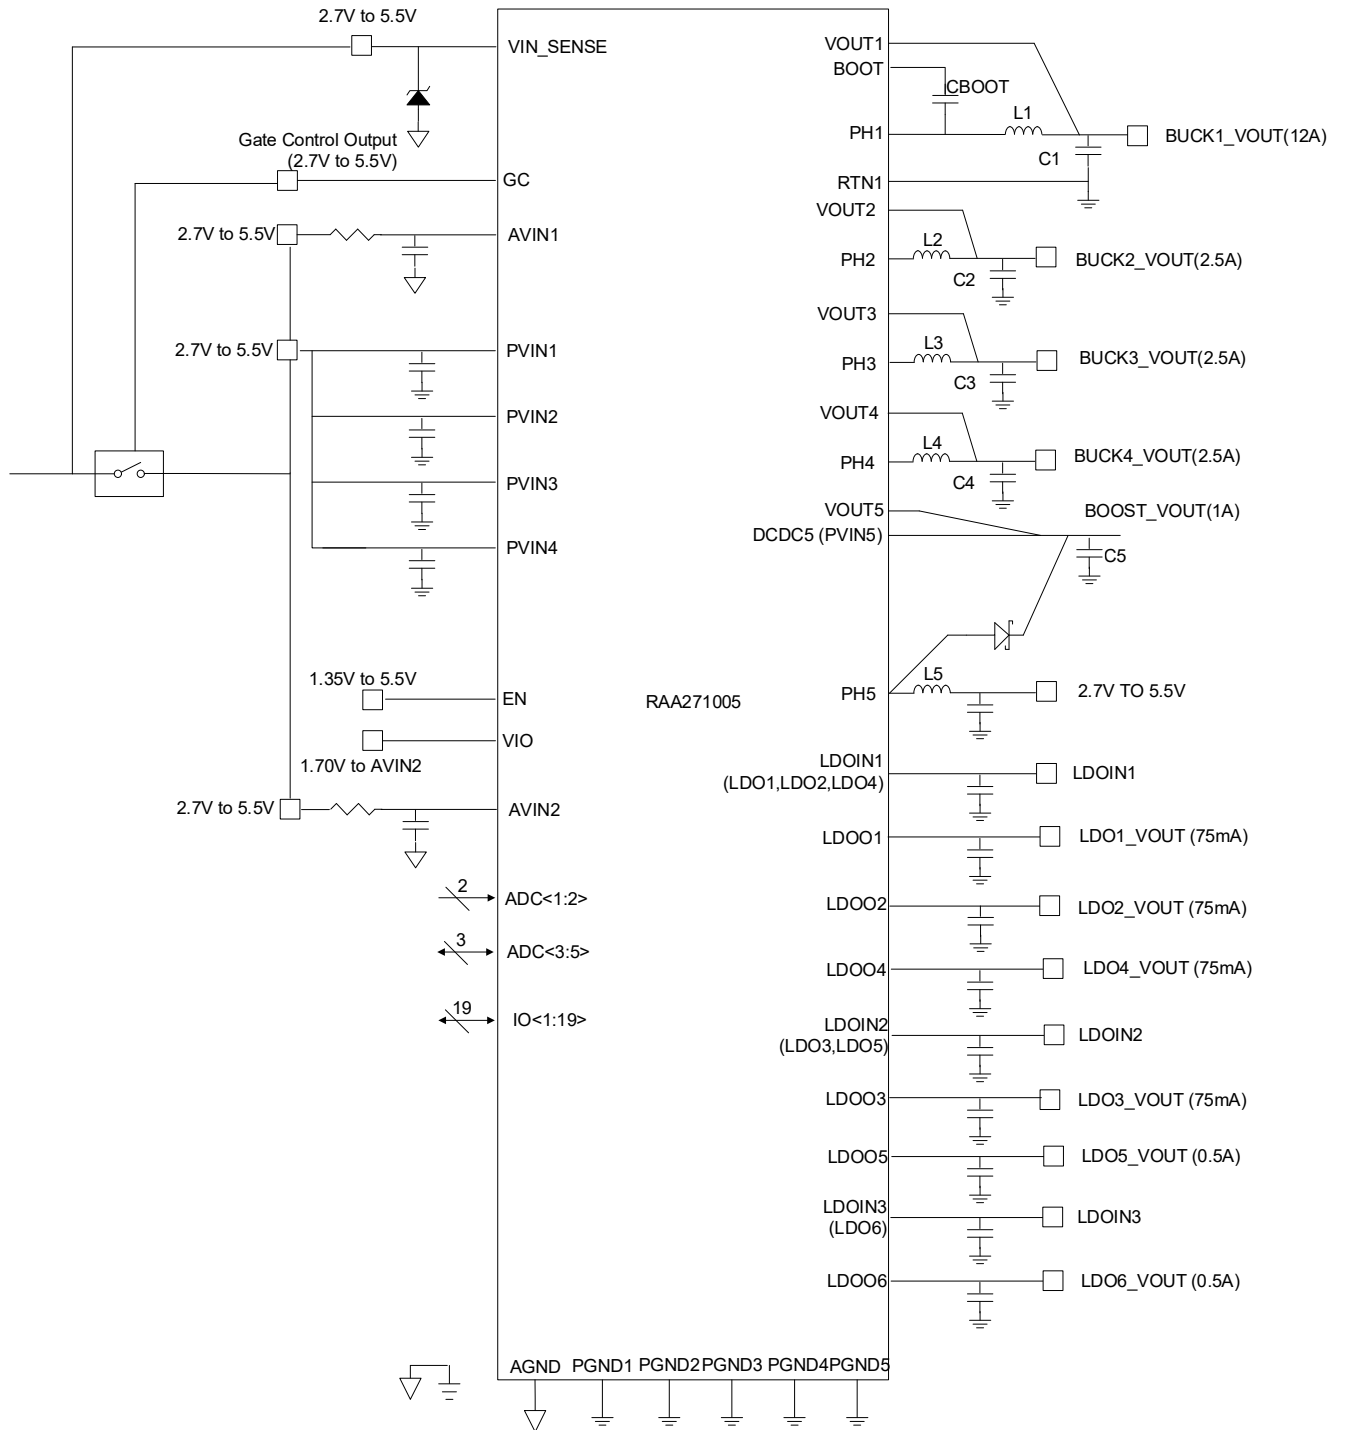 2.7V to 5.5V
VIN_SENSE
Gate Control Output
(2.7V to 5.5V)
GC
2.7V to 5.5V
AVIN1
2.7V to 5.5V
PVIN1
PVIN2
PVIN3
PVIN4
1.35V to 5.5V
EN
VIO
1.70V to AVIN2
2.7V to 5.5V
AVIN2
2
ADC<1:2>
3
ADC<3:5>
19
IO<1:19>
RAA271005
VOUT1
BOOT
CBOOT
L1
PH1
BUCK1_VOUT(12A)
C1
RTN1
VOUT2
L2
PH2
BUCK2_VOUT(2.5A)
C2
VOUT3
L3
PH3
BUCK3_VOUT(2.5A)
C3
VOUT4
L4
PH4
BUCK4_VOUT(2.5A)
C4
VOUT5
BOOST_VOUT(1A)
DCDC5 (PVIN5)
C5
L5
PH5
2.7V TO 5.5V
LDOIN1
(LDO1,LDO2,LDO4)
LDOIN1
LDOO1
LDO1_VOUT (75mA)
LDOO2
LDO2_VOUT (75mA)
LDOO4
LDO4_VOUT (75mA)
LDOIN2
(LDO3,LDO5)
LDOIN2
LDOO3
LDO3_VOUT (75mA)
LDOO5
LDO5_VOUT (0.5A)
LDOIN3
(LDO6)
LDOIN3
LDOO6
LDO6_VOUT (0.5A)
AGND PGND1 PGND2 PGND3 PGND4 PGND5